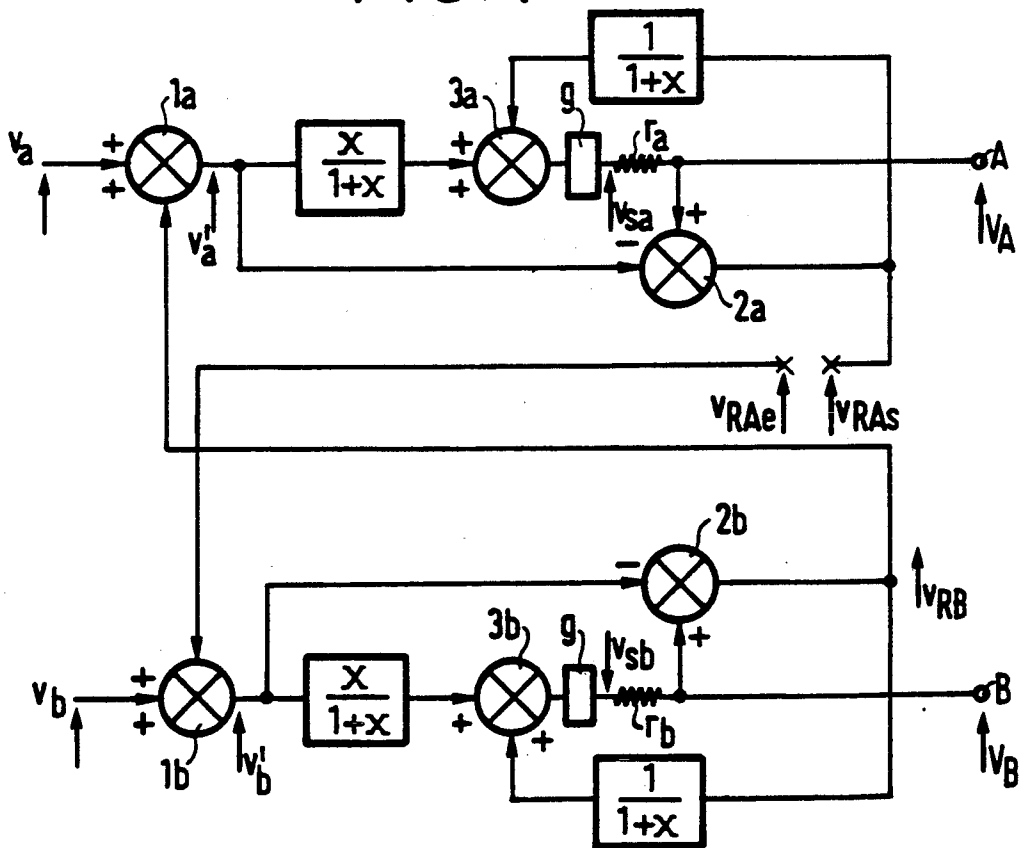 1
1+x
1a
3a
g
ra
va
+
+
x
1+x
+
+
A
v'a
vsa
+
−
VA
2a
vRAe
vRAs
2b
−
vRB
3b
g
vsb
+
vb
+
+
x
1+x
+
+
rb
B
1b
v'b
1
1+x
VB